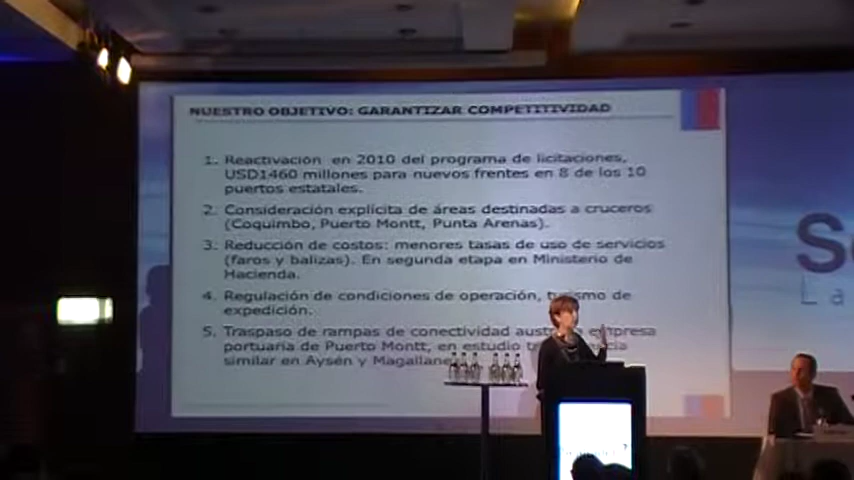 NUESTRO OBJETIVO: GARANTIZAR COMPETITIVIDAD
1. Reactivación en 2010 del programa de licitaciones,
USD1460 millones para nuevos frentes en 8 de los 10
puertos estatales.
2. Consideración explícita de áreas destinadas a cruceros
(Coquimbo, Puerto Montt, Punta Arenas).
3. Reducción de costos: menores tasas de uso de servicios
(faros y balizas). En segunda etapa en Ministerio de
Hacienda.
4. Regulación de condiciones de operación, turismo de
expedición.
5. Traspaso de rampas de conectividad austral empresa
portuaria de Puerto Montt, en estudio
similar en Aysén y Magallanes
S
La